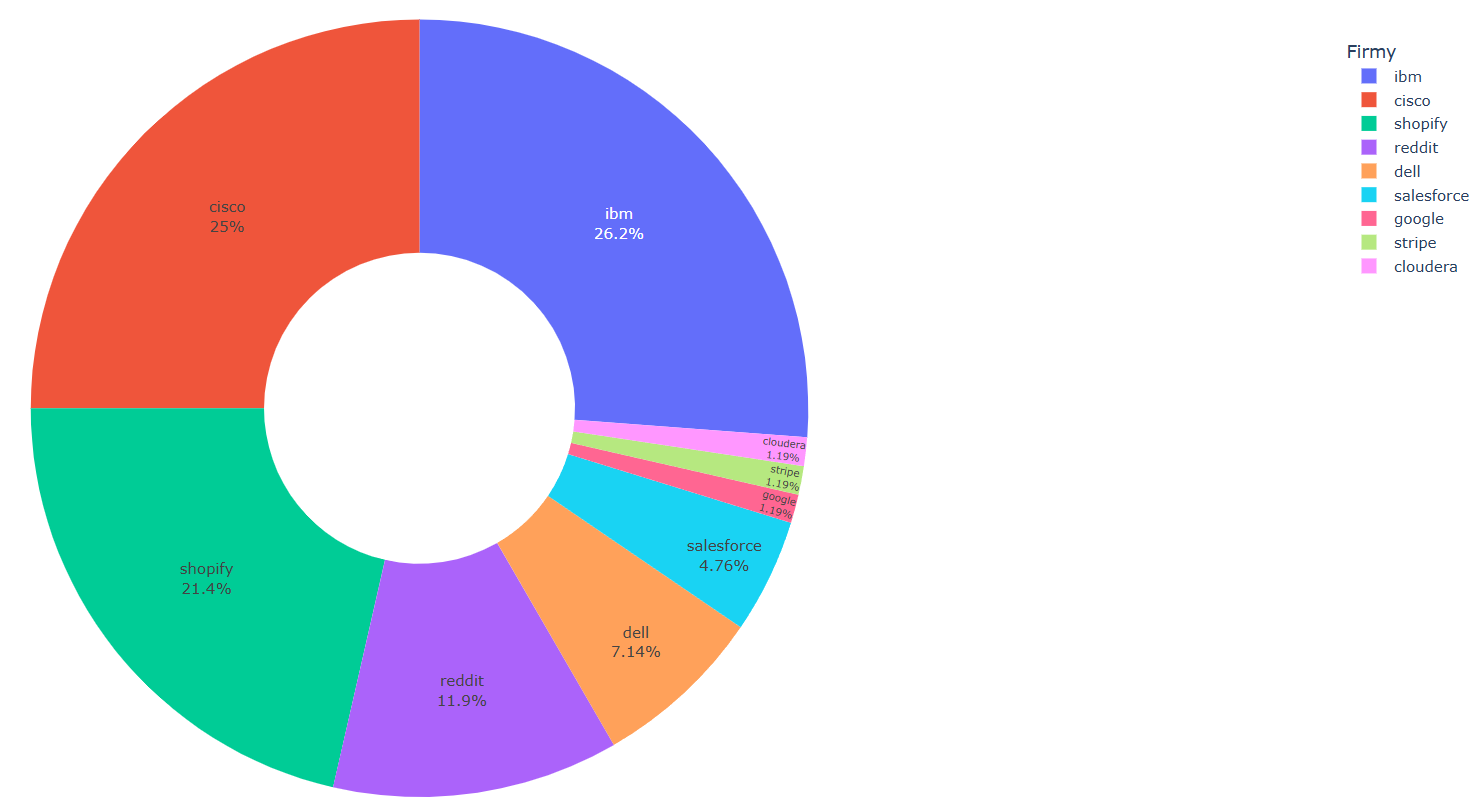 ibm
26.2%
cisco
25%
shopify
21.4%
reddit
11.9%
dell
7.14%
salesforce
4.76%
google
1.19%
stripe
1.19%
cloudera
1.19%
Firmy
ibm
cisco
shopify
reddit
dell
salesforce
google
stripe
cloudera